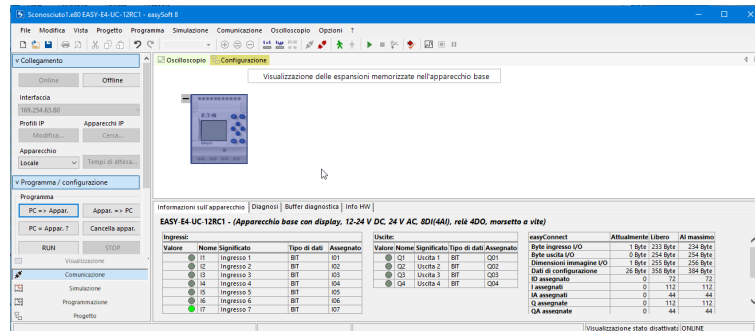 Sconosciuto1.e80 EASY-E4-UC-12RC1 - easySoft 8
File Modifica Vista Progetto Programma Simulazione Comunicazione Oscilloscopio Opzioni ?
v Collegamento
Online Offline
Interfaccia
169.254.63.80
Profili IP Apparecchi IP
Modifica... Cerca...
Apparecchio
Locale Tempi di attesa...
v Programma / configurazione
Programma
PC => Appar. Appar. => PC
PC = Appar. ? Cancella appar.
RUN STOP
Visualizzazione
Comunicazione
Simulazione
Programmazione
Progetto
Oscilloscopio Configurazione
Visualizzazione delle espansioni memorizzate nell'apparecchio base
Informazioni sull'apparecchio Diagnosi Buffer diagnostica Info HW
EASY-E4-UC-12RC1 - (Apparecchio base con display, 12-24 V DC, 24 V AC, 8DI(4AI), relè 4DO, morsetto a vite)
Ingressi:
Valore Nome Significato Tipo di dati Assegnato
I1 Ingresso 1 BIT I01
I2 Ingresso 2 BIT I02
I3 Ingresso 3 BIT I03
I4 Ingresso 4 BIT I04
I5 Ingresso 5 BIT I05
I6 Ingresso 6 BIT I06
I7 Ingresso 7 BIT I07
Uscite:
Valore Nome Significato Tipo di dati Assegnato
Q1 Uscita 1 BIT Q01
Q2 Uscita 2 BIT Q02
Q3 Uscita 3 BIT Q03
Q4 Uscita 4 BIT Q04
easyConnect Attualmente Libero Al massimo
Byte ingresso I/O 1 Byte 233 Byte 234 Byte
Byte uscita I/O 0 Byte 254 Byte 254 Byte
Dimensioni immagine I/O 1 Byte 255 Byte 256 Byte
Dati di configurazione 26 Byte 358 Byte 384 Byte
ID assegnato 0 72 72
I assegnati 0 112 112
IA assegnati 0 44 44
Q assegnate 0 112 112
QA assegnate 0 44 44
Visualizzazione stato disattivata ONLINE